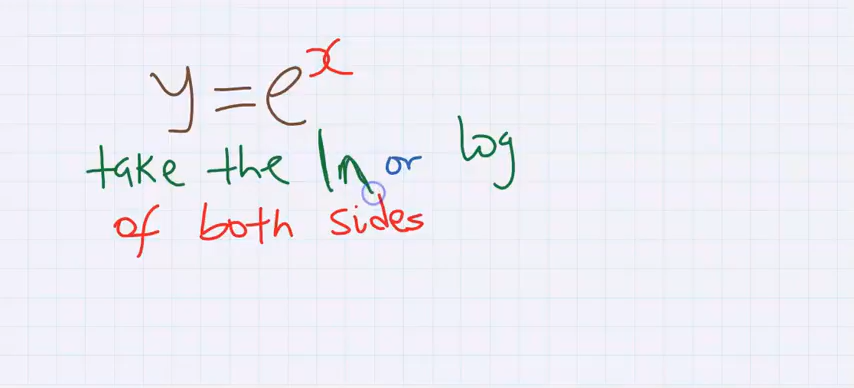 y = e^x
take the ln or log
of both sides